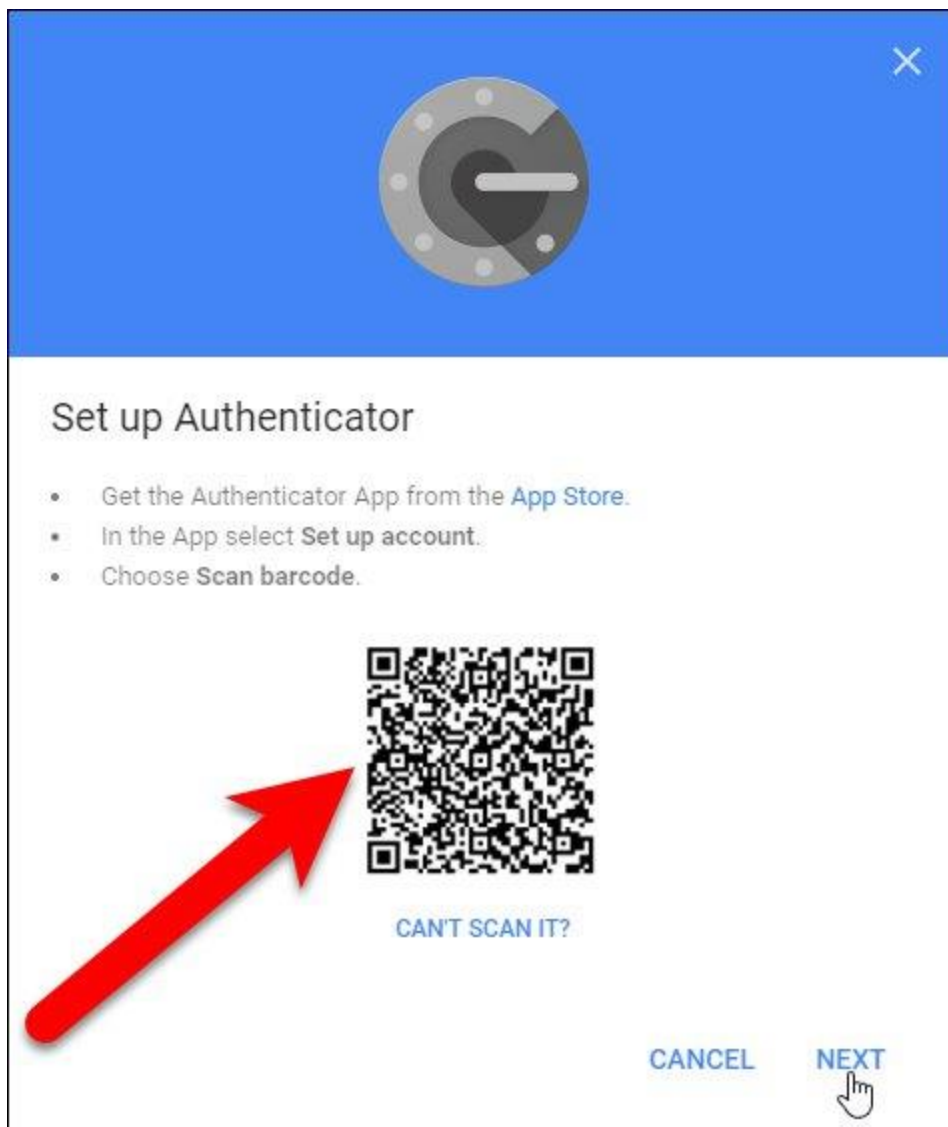 Set up Authenticator
• Get the Authenticator App from the App Store.
• In the App select Set up account.
• Choose Scan barcode.
CAN'T SCAN IT?
CANCEL NEXT